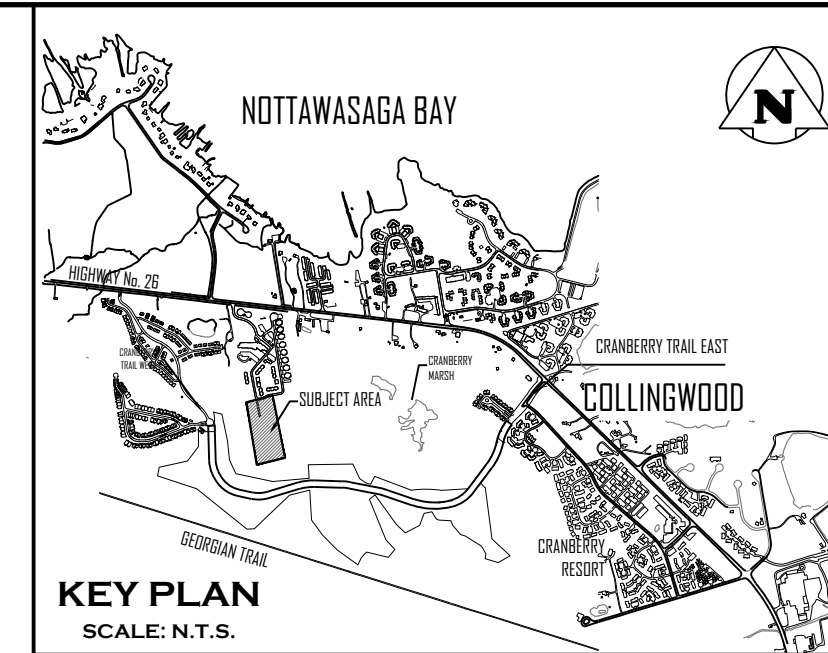 NOTTAWASAGA BAY
N
HIGHWAY No. 26
CRANBERRY TRAIL EAST
CRANBERRY
TRAIL WEST
CRANBERRY
MARSH
SUBJECT AREA
COLLINGWOOD
GEORGIAN TRAIL
CRANBERRY
RESORT
KEY PLAN
SCALE: N.T.S.